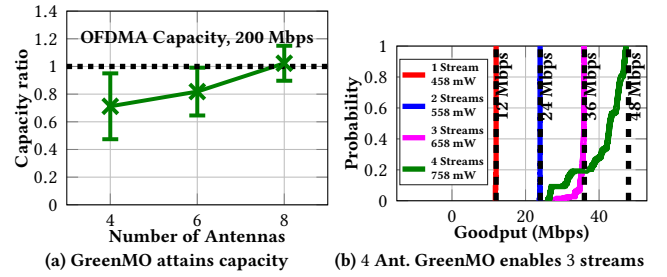 OFDMA Capacity, 200 Mbps
Capacity ratio
1.4
1.2
1
0.8
0.6
0.4
0.2
0
4
6
8
Number of Antennas
(a) GreenMO attains capacity
Probability
1
0.8
0.6
0.4
0.2
0
1 Stream
458 mW
2 Streams
558 mW
3 Streams
658 mW
4 Streams
758 mW
12 Mbps
24 Mbps
36 Mbps
48 Mbps
0
20
40
Goodput (Mbps)
(b) 4 Ant. GreenMO enables 3 streams